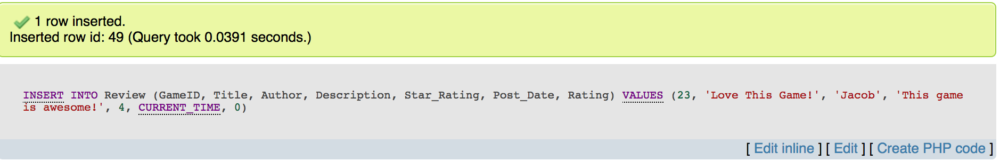 1 row inserted.
Inserted row id: 49 (Query took 0.0391 seconds.)
INSERT INTO Review (GameID, Title, Author, Description, Star_Rating, Post_Date, Rating) VALUES (23, 'Love This Game!', 'Jacob', 'This game
is awesome!', 4, CURRENT_TIME, 0)
[ Edit inline ] [ Edit ] [ Create PHP code ]